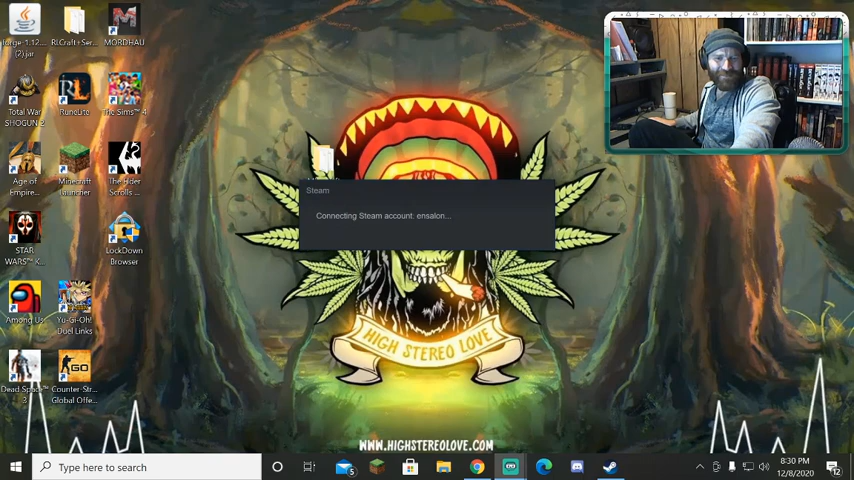 forge-1.12....
(2).jar
RLCraft+Ser...
MORDHAU
Total War
SHOGUN 2
RuneLite
The Sims™ 4
Age of
Empire...
Minecraft
Launcher
The Elder
Scrolls ...
STAR
WARS™ K...
LockDown
Browser
Among Us
Yu-Gi-Oh!
Duel Links
Dead Space™
3
Counter-Str...
Global Offe...
GO
Steam
Connecting Steam account: ensalon...
HIGH STEREO LOVE
WWW.HIGHSTEREOLOVE.COM
Type here to search
5
8:30 PM
12/8/2020
12